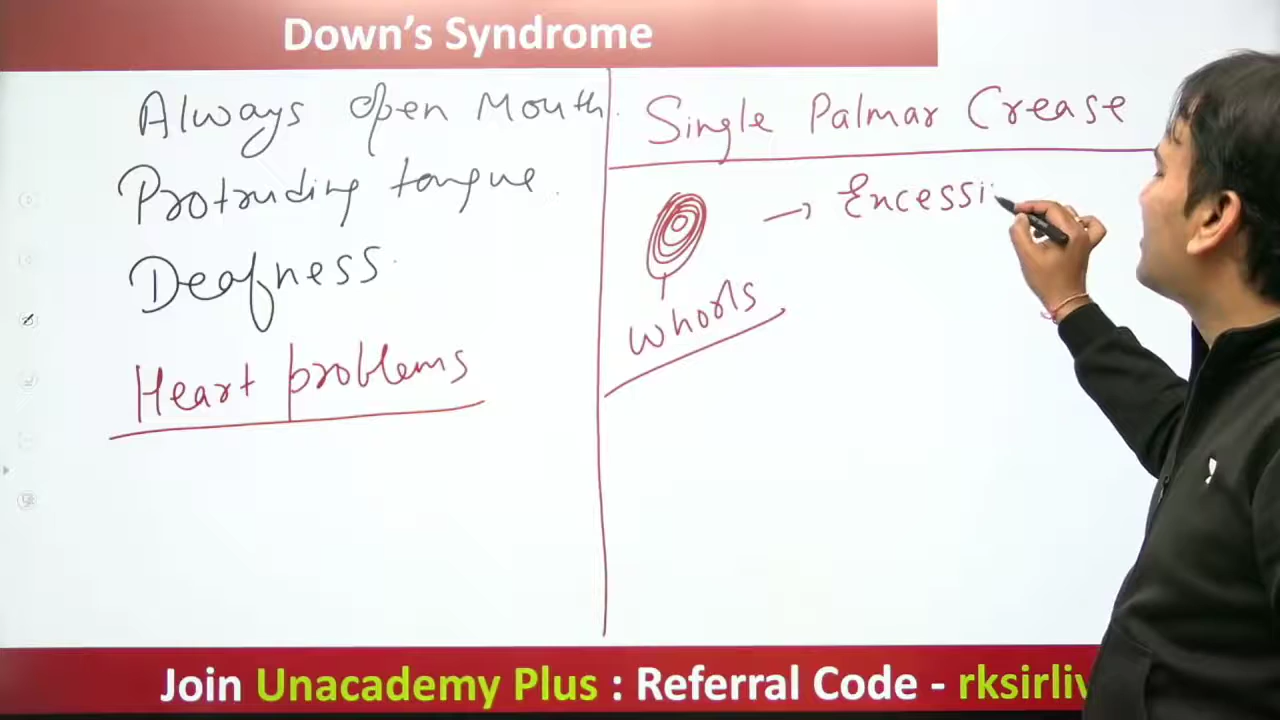 Down's Syndrome
Always open Mouth.
Protruding tongue.
Deafness.
Heart problems
Single Palmar Crease
→ Excessi
whorls
Join Unacademy Plus : Referral Code - rksirliv